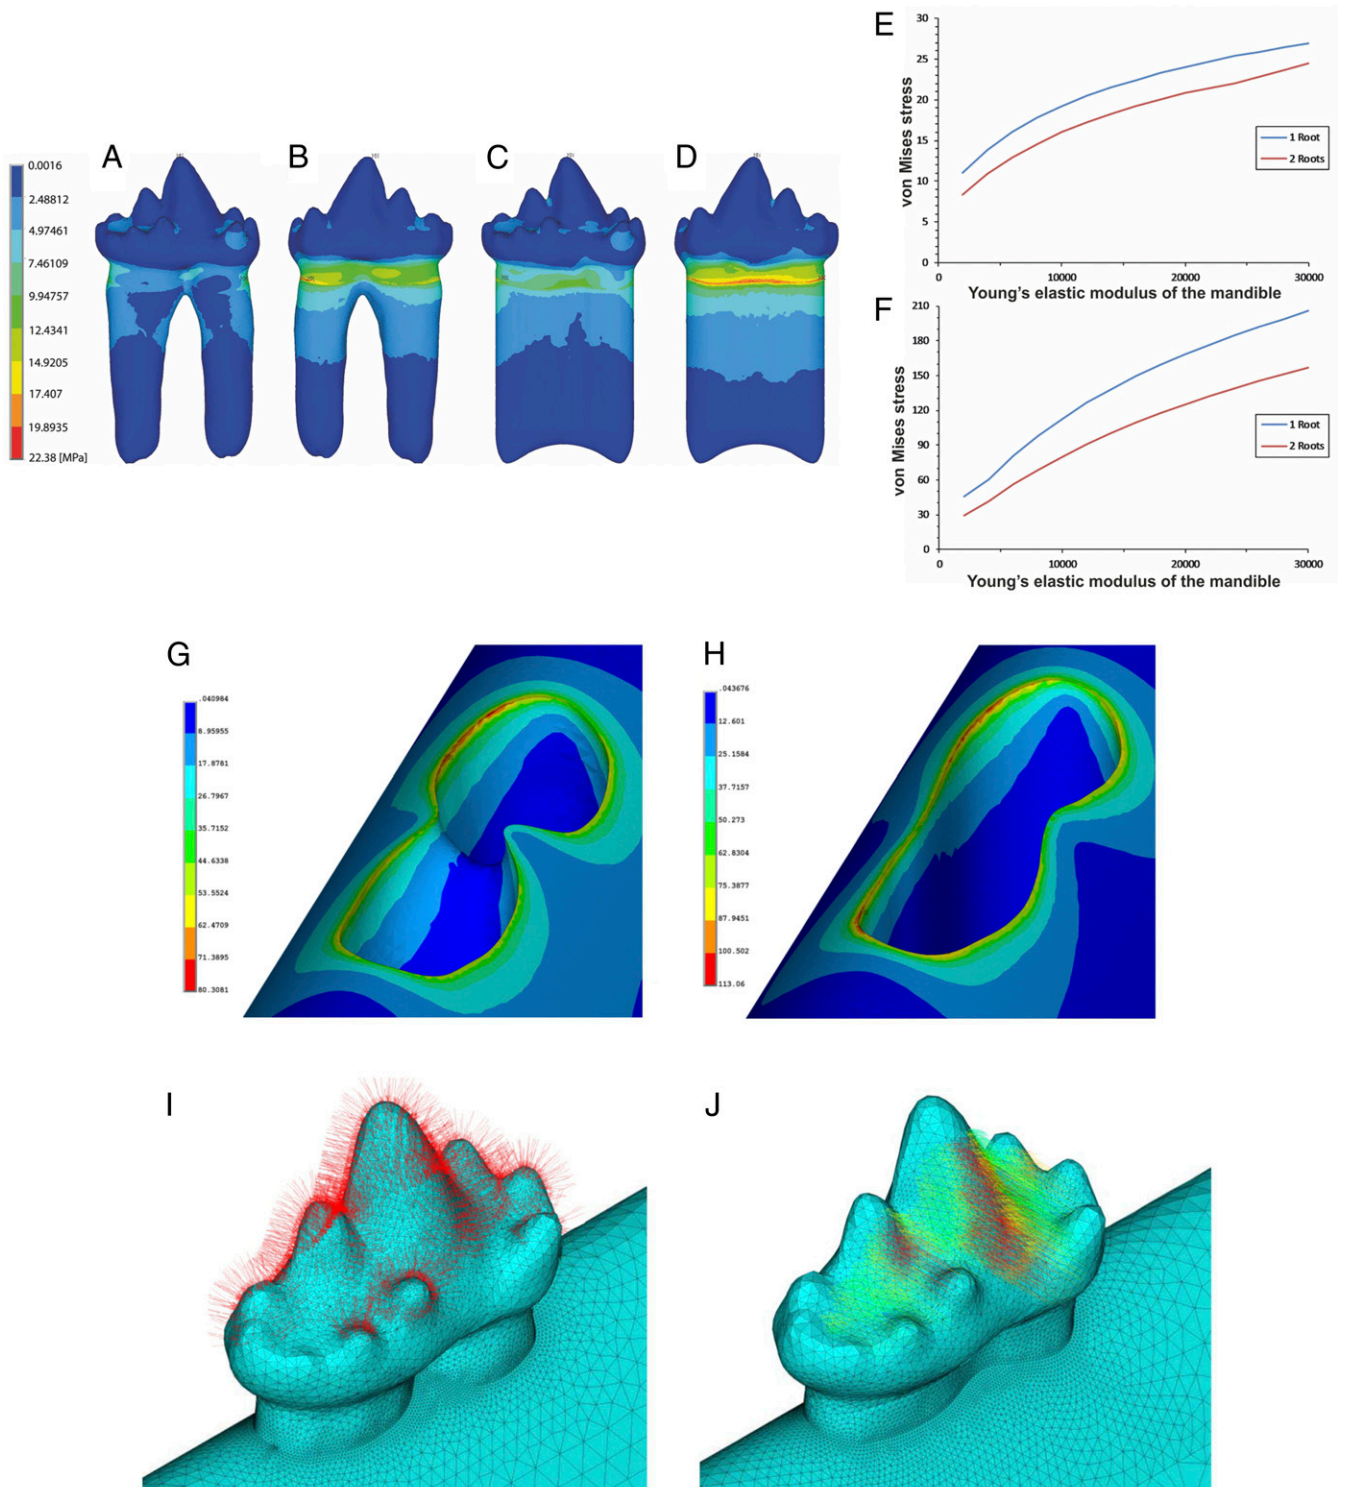 A
B
C
D
0.0016
2.48812
4.97461
7.46109
9.94757
12.4341
14.9205
17.407
19.8935
22.38 [MPa]
E
30
25
20
15
10
5
0
von Mises stress
1 Root
2 Roots
0
10000
20000
30000
Young's elastic modulus of the mandible
F
210
180
150
120
90
60
30
0
von Mises stress
1 Root
2 Roots
0
10000
20000
30000
Young's elastic modulus of the mandible
G
.040984
8.95955
17.8781
26.7967
35.7152
44.6338
53.5524
62.4709
71.3895
80.3081
H
.043676
12.601
25.1584
37.7157
50.273
62.8304
75.3877
87.9451
100.502
113.06
I
J